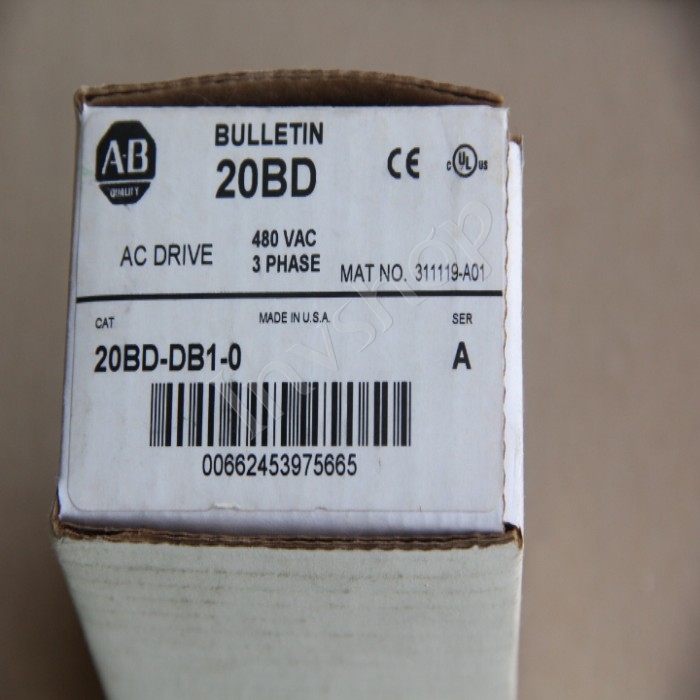 A-B
QUALITY
BULLETIN
20BD
CE
c UL us
AC DRIVE
480 VAC
3 PHASE
MAT NO. 311119-A01
CAT
MADE IN U.S.A.
SER
20BD-DB1-0
A
00662453975665
Invshop